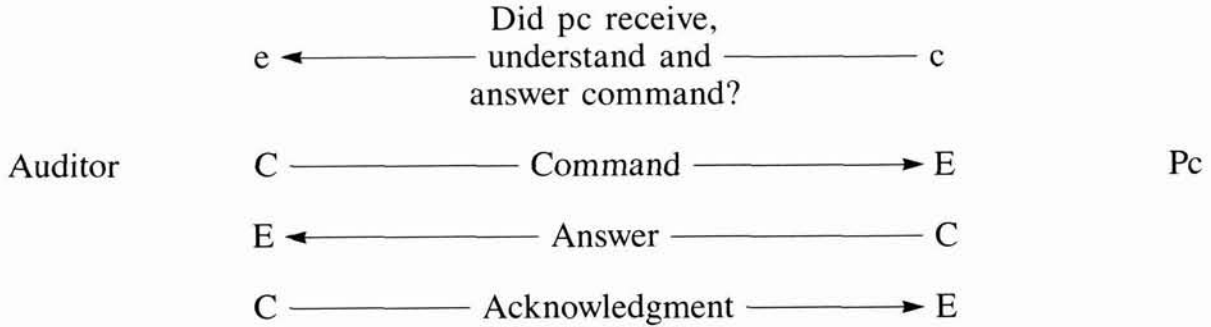 Did pc receive,
e understand and c
answer command?
Auditor C Command E Pc
E Answer C
C Acknowledgment E